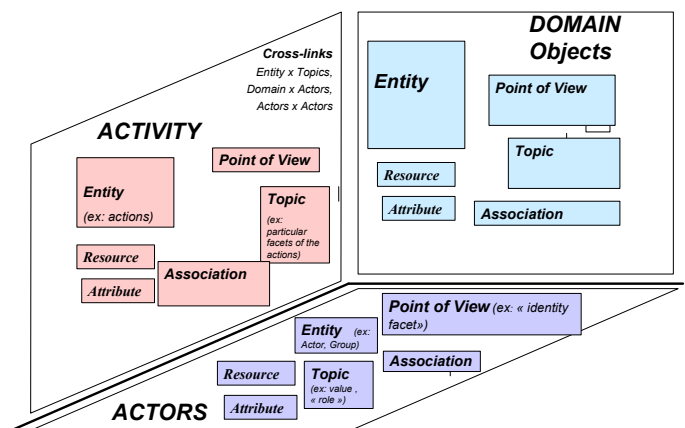 Cross-links
Entity x Topics,
Domain x Actors,
Actors x Actors
ACTIVITY
Point of View
Entity
(ex: actions)
Topic
(ex:
particular
facets of the
actions)
Resource
Association
Attribute
DOMAIN
Objects
Entity
Point of View
Topic
Resource
Attribute
Association
Point of View (ex: « identity
facet»)
Entity (ex:
Actor, Group)
Association
Resource
Topic
(ex: value ,
« role »)
Attribute
ACTORS